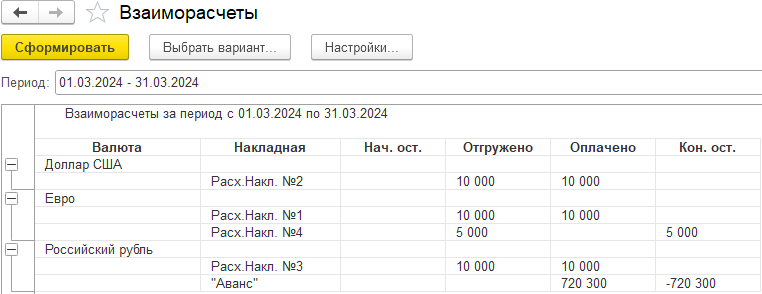 Взаиморасчеты
Сформировать Выбрать вариант... Настройки...
Период: 01.03.2024 - 31.03.2024
Взаиморасчеты за период с 01.03.2024 по 31.03.2024
Валюта Накладная Нач. ост. Отгружено Оплачено Кон. ост.
Доллар США
Расх.Накл. №2 10 000 10 000
Евро
Расх.Накл. №1 10 000 10 000
Расх.Накл. №4 5 000 5 000
Российский рубль
Расх.Накл. №3 10 000 10 000
"Аванс" 720 300 -720 300